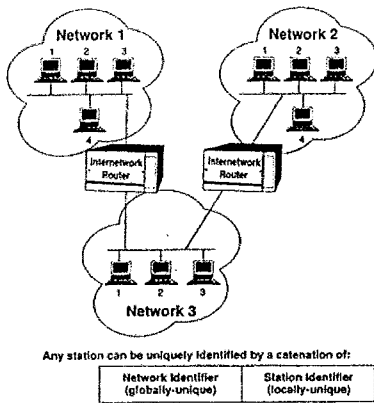 Network 1
1 2 3
4
Network 2
1 2 3
4
Internetwork
Router
Internetwork
Router
1 2 3
Network 3
Any station can be uniquely identified by a catenation of:
Network Identifier
(globally-unique)
Station Identifier
(locally-unique)